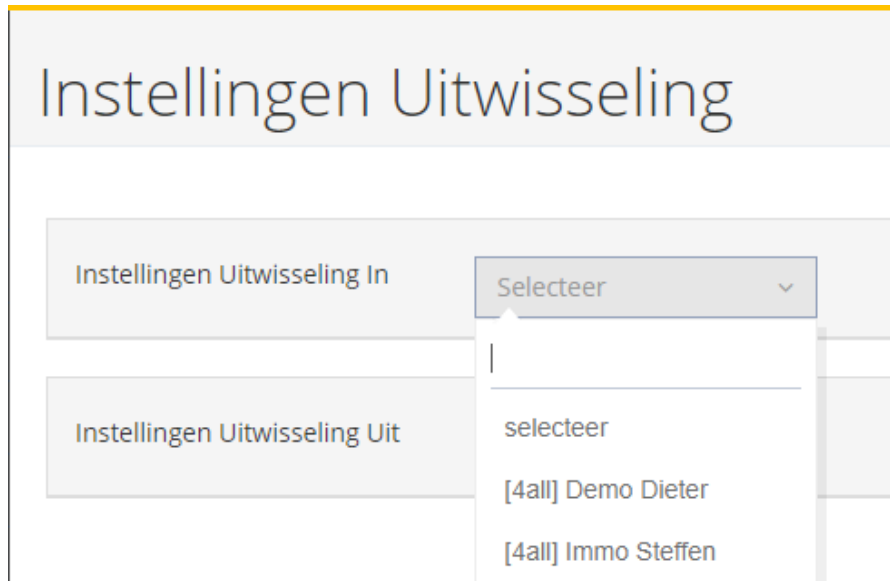 Instellingen Uitwisseling
Instellingen Uitwisseling In
Selecteer
selecteer
[4all] Demo Dieter
[4all] Immo Steffen
Instellingen Uitwisseling Uit